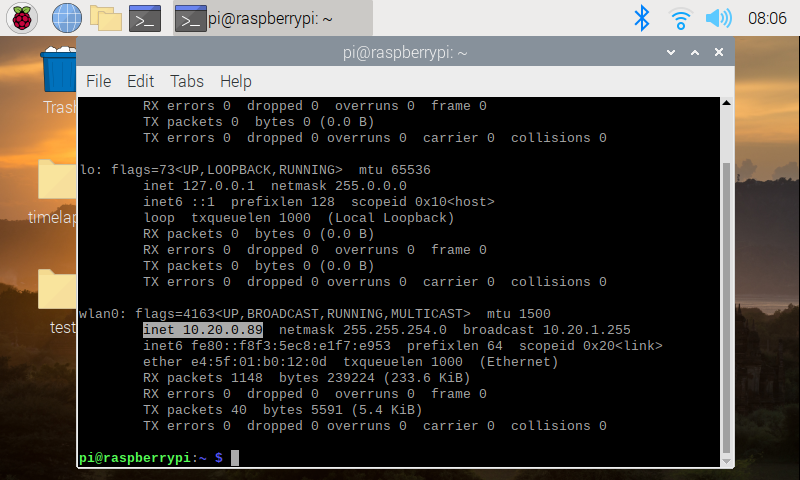 pi@raspberrypi: ~
08:06
pi@raspberrypi: ~
File Edit Tabs Help
RX errors 0  dropped 0  overruns 0  frame 0
TX packets 0  bytes 0 (0.0 B)
TX errors 0  dropped 0 overruns 0  carrier 0  collisions 0
lo: flags=73<UP,LOOPBACK,RUNNING>  mtu 65536
inet 127.0.0.1  netmask 255.0.0.0
inet6 ::1  prefixlen 128  scopeid 0x10<host>
loop  txqueuelen 1000  (Local Loopback)
RX packets 0  bytes 0 (0.0 B)
RX errors 0  dropped 0  overruns 0  frame 0
TX packets 0  bytes 0 (0.0 B)
TX errors 0  dropped 0 overruns 0  carrier 0  collisions 0
wlan0: flags=4163<UP,BROADCAST,RUNNING,MULTICAST>  mtu 1500
inet 10.20.0.89  netmask 255.255.254.0  broadcast 10.20.1.255
inet6 fe80::f8f3:5ec8:e1f7:e953  prefixlen 64  scopeid 0x20<link>
ether e4:5f:01:b0:12:0d  txqueuelen 1000  (Ethernet)
RX packets 1148  bytes 239224 (233.6 KiB)
RX errors 0  dropped 0  overruns 0  frame 0
TX packets 40  bytes 5591 (5.4 KiB)
TX errors 0  dropped 0 overruns 0  carrier 0  collisions 0
pi@raspberrypi:~ $
Tras
timelap
test